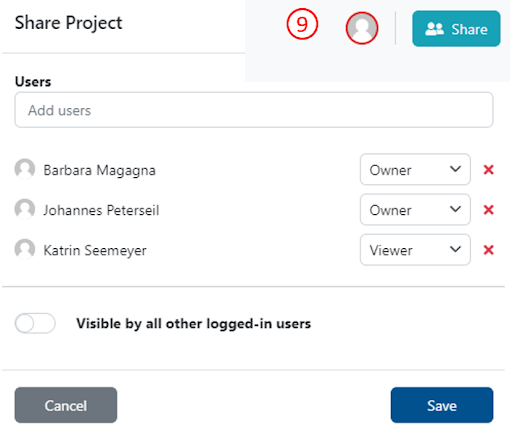 Share Project
9
Share
Users
Add users
Barbara Magagna Owner
Johannes Peterseil Owner
Katrin Seemeyer Viewer
Visible by all other logged-in users
Cancel Save